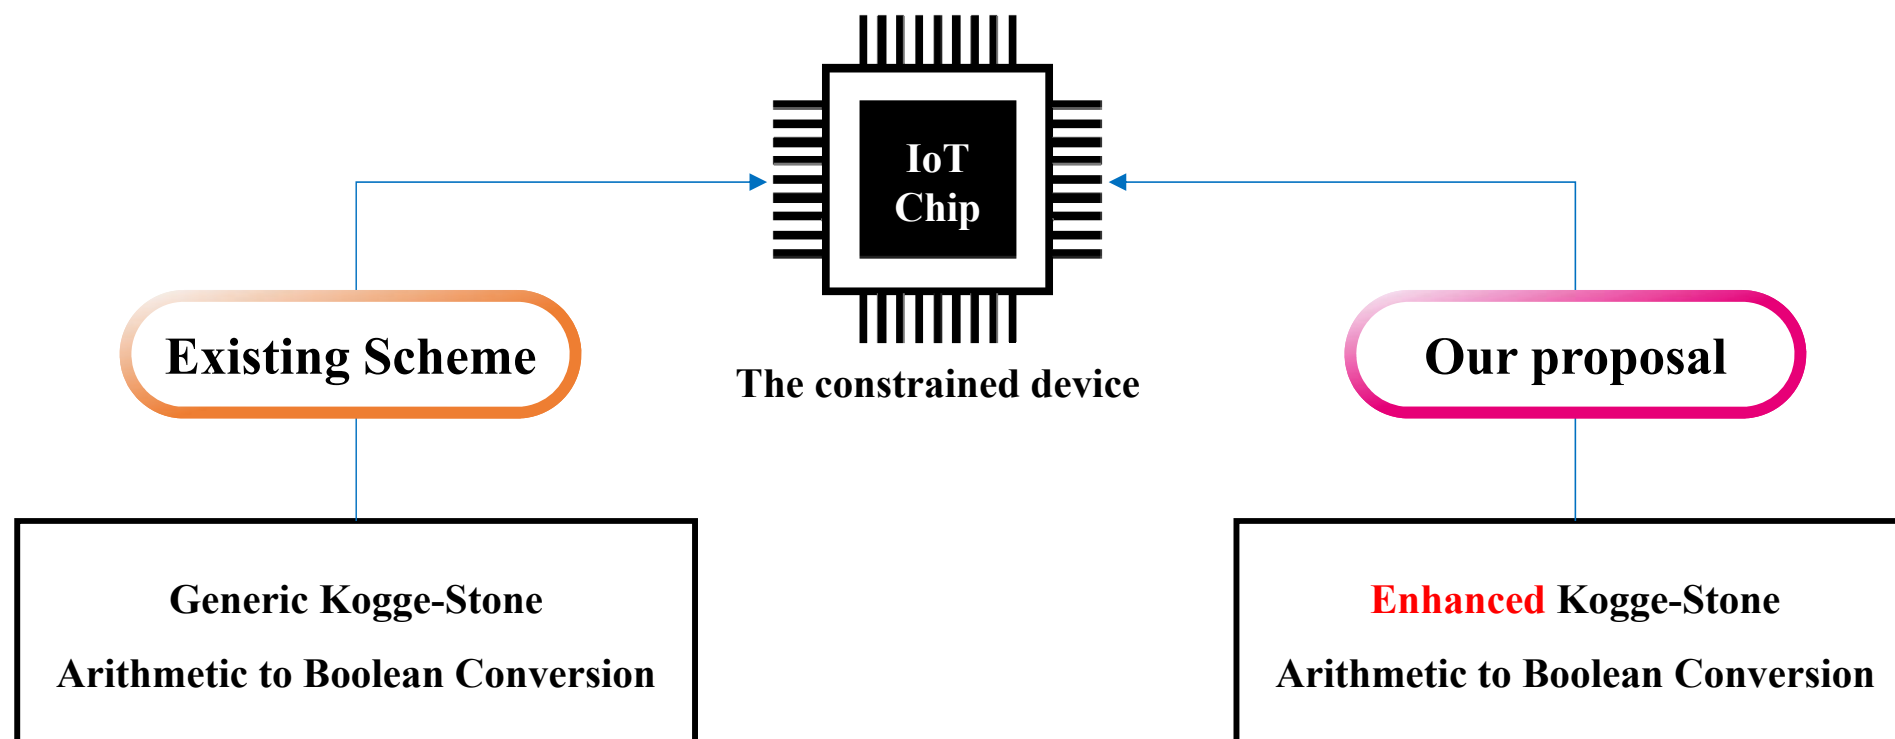 IoT
Chip
The constrained device
Existing Scheme
Our proposal
Generic Kogge-Stone
Arithmetic to Boolean Conversion
Enhanced Kogge-Stone
Arithmetic to Boolean Conversion